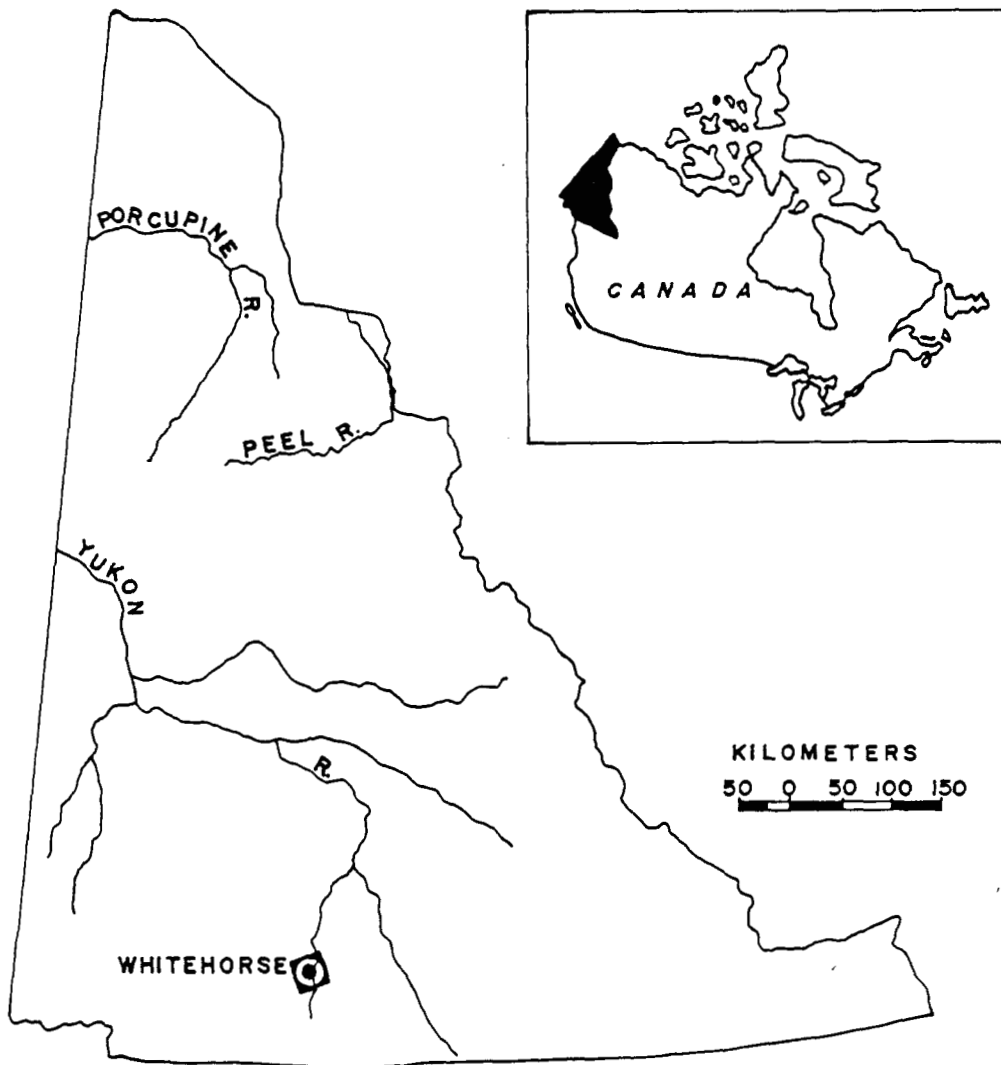 PORCUPINE R.
CANADA
PEEL R.
YUKON R.
KILOMETERS
50 0 50 100 150
WHITEHORSE